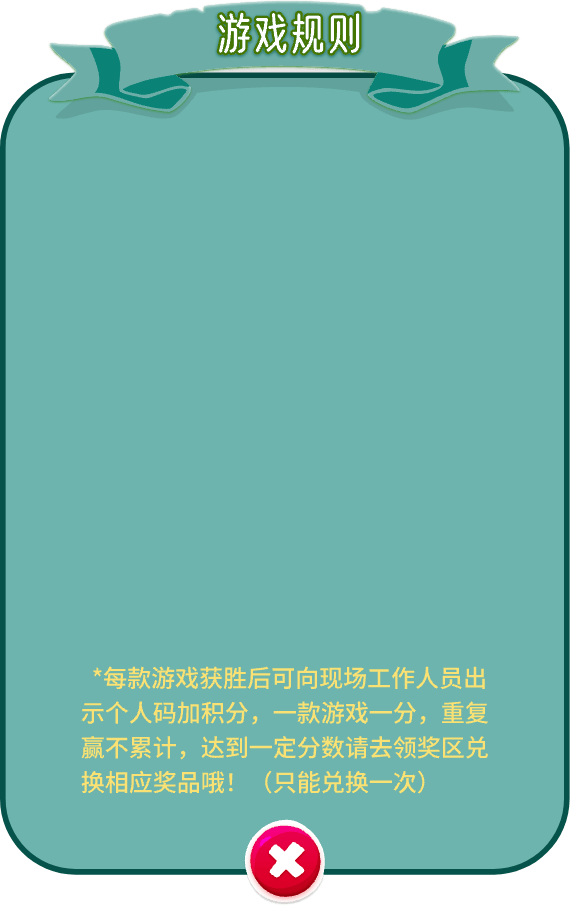 游戏规则
*每款游戏获胜后可向现场工作人员出
示个人码加积分，一款游戏一分，重复
赢不累计，达到一定分数请去领奖区兑
换相应奖品哦！（只能兑换一次）